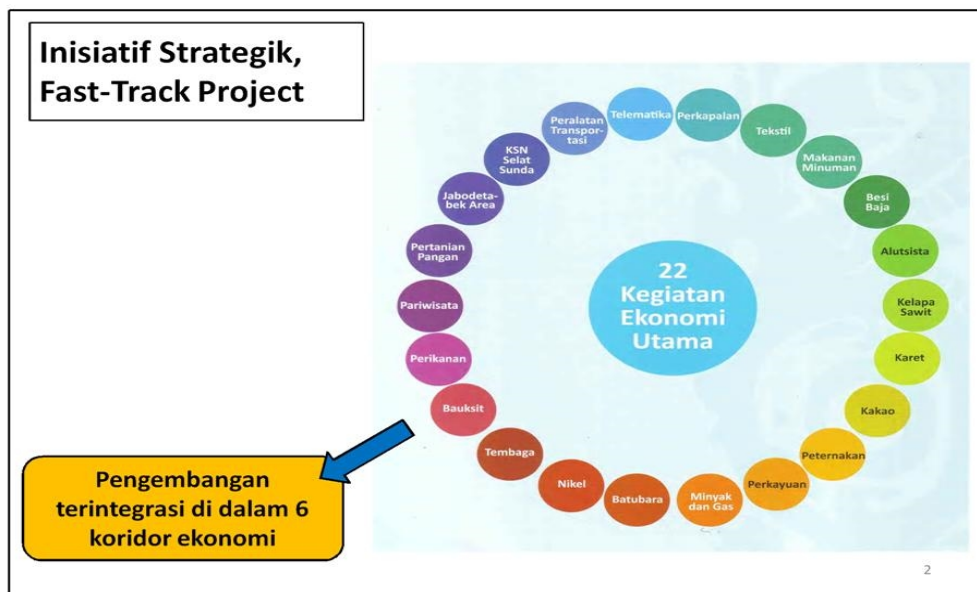 Inisiatif Strategik,
Fast-Track Project
Telematika
Perkapalan
Tekstil
Makanan
Minuman
Besi
Baja
Alutsista
Kelapa
Sawit
Karet
Kakao
Peternakan
Perkayuan
Minyak
dan Gas
Batubara
Nikel
Tembaga
Bauksit
Perikanan
Pariwisata
Pertanian
Pangan
Jabodeta-
bek Area
KSN
Selat
Sunda
Peralatan
Transpor-
tasi
22
Kegiatan
Ekonomi
Utama
Pengembangan
terintegrasi di dalam 6
koridor ekonomi
2